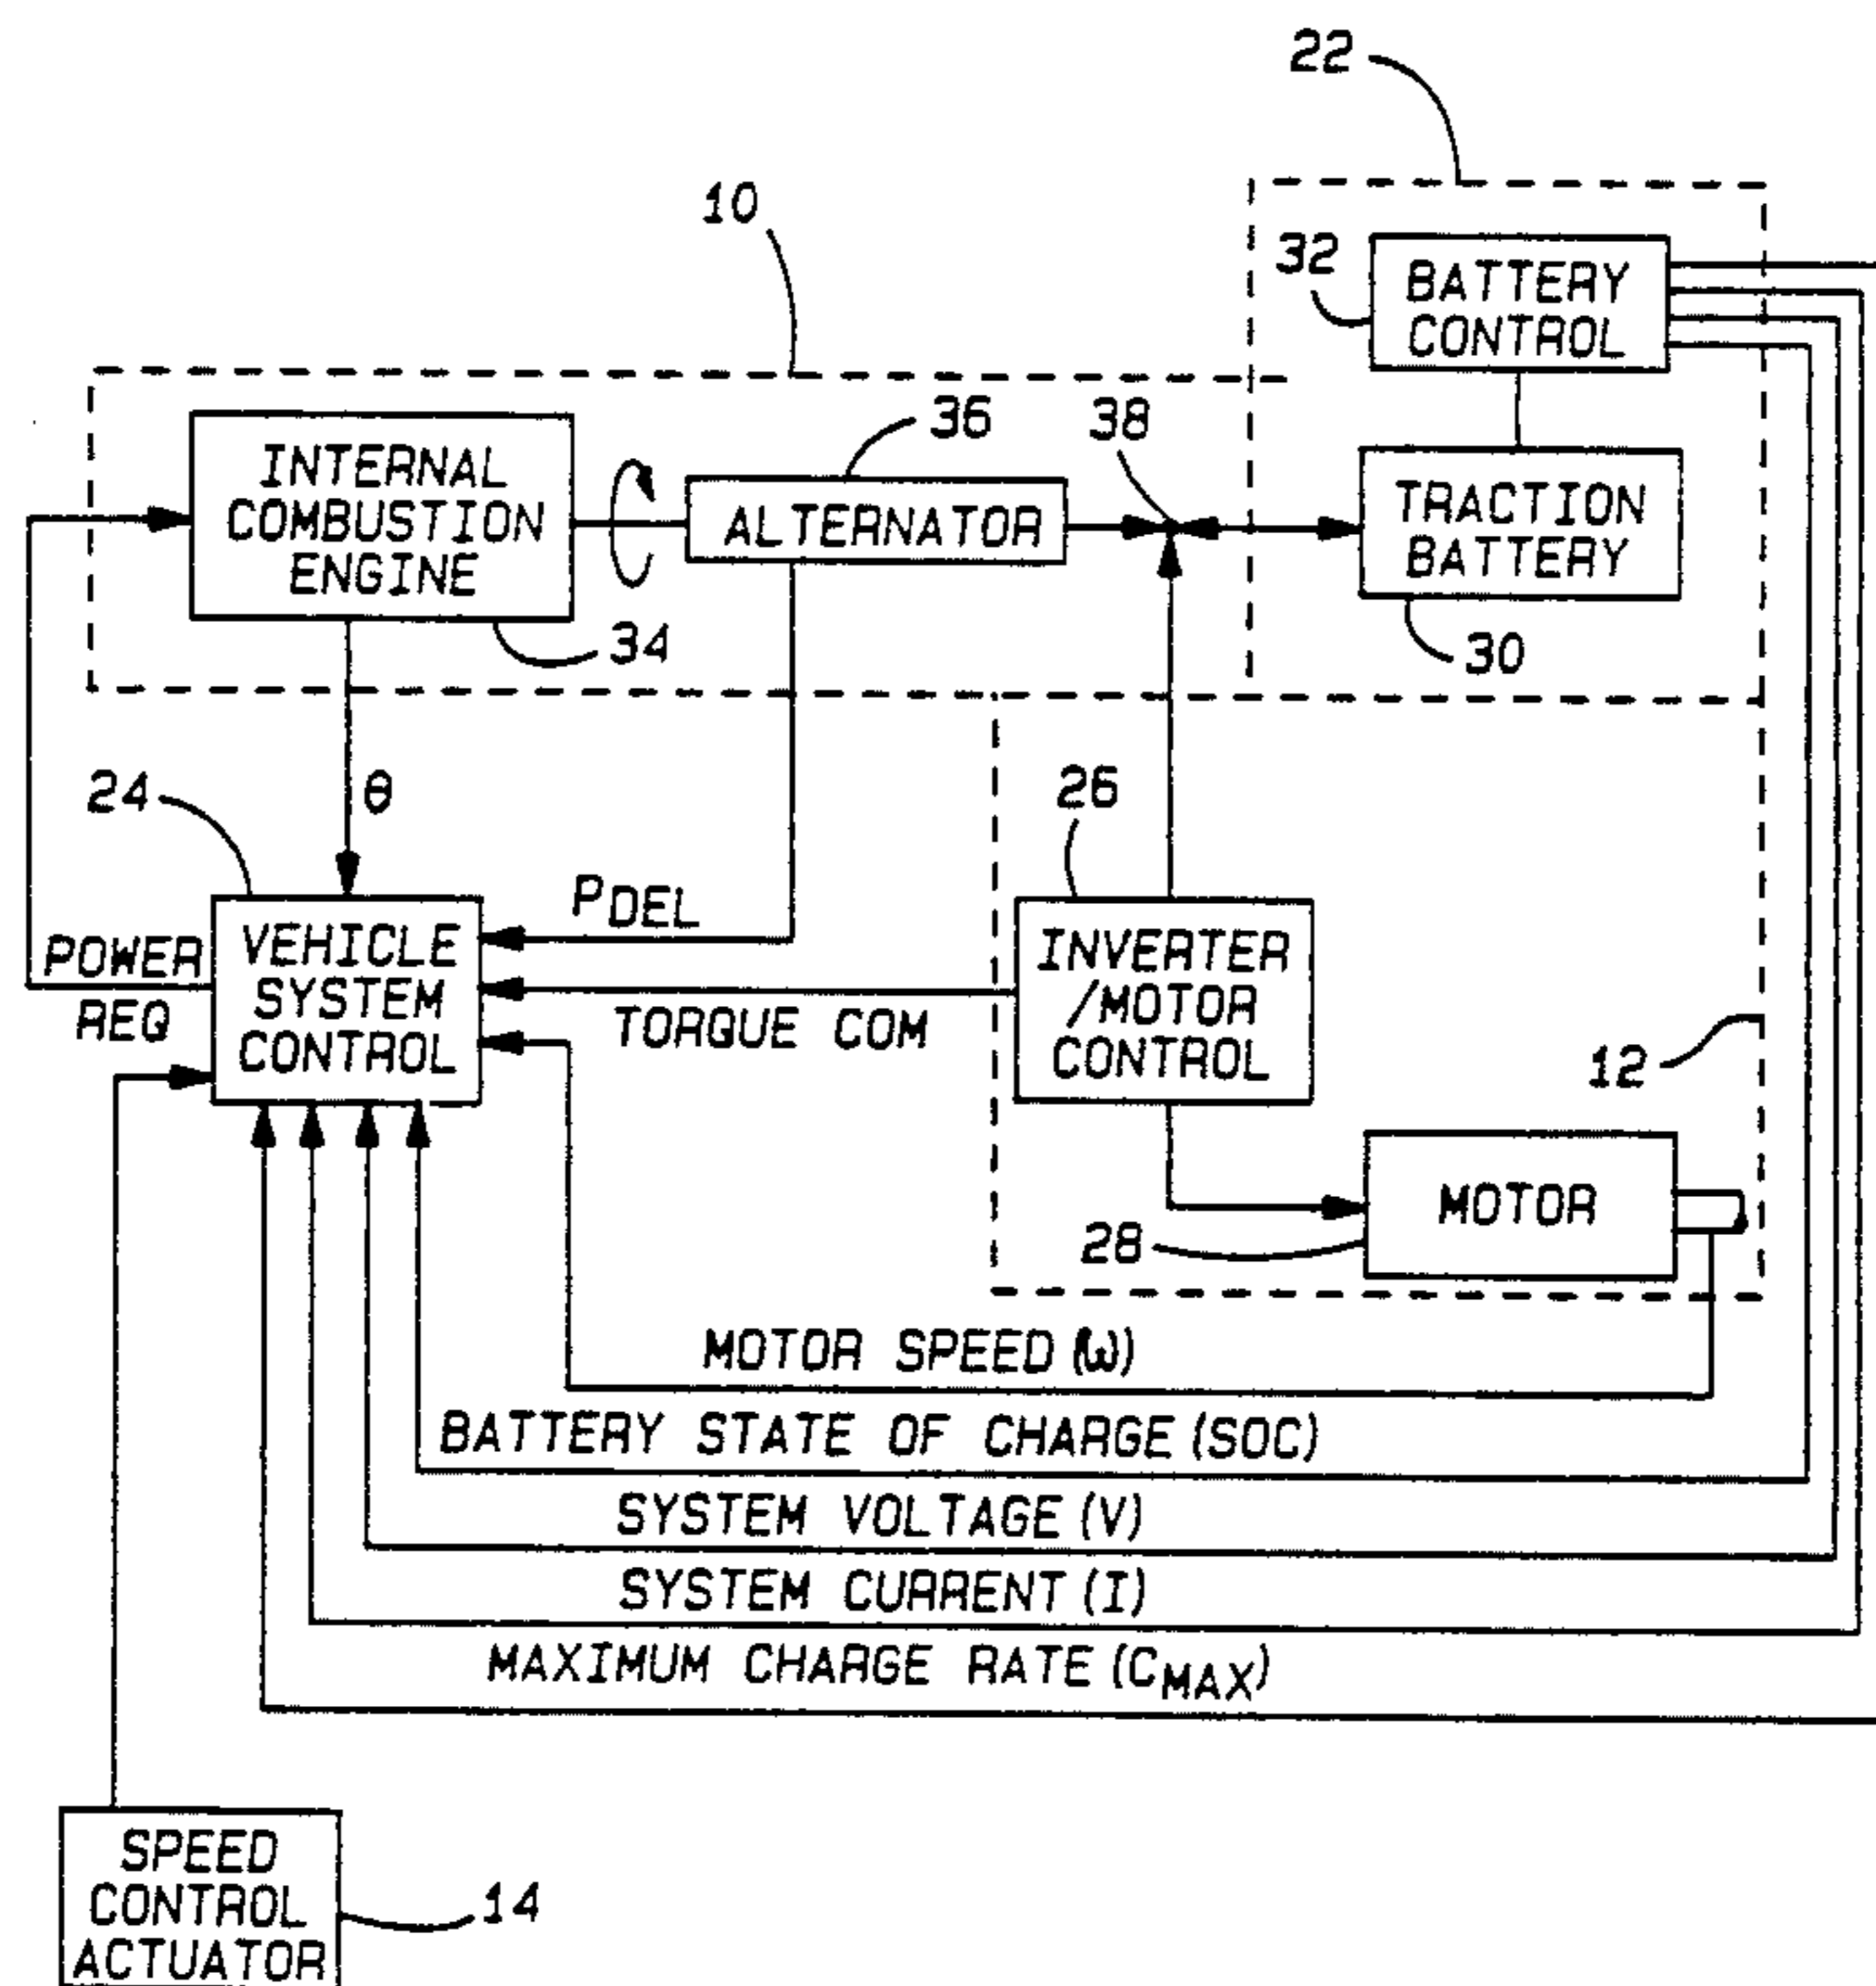 22
10
32
BATTERY
CONTROL
36
38
INTERNAL
COMBUSTION
ENGINE
ALTERNATOR
TRACTION
BATTERY
34
30
24
θ
26
PDEL
POWER
REQ
VEHICLE
SYSTEM
CONTROL
INVERTER
/MOTOR
CONTROL
TORQUE COM
12
MOTOR
28
MOTOR SPEED (ω)
BATTERY STATE OF CHARGE (SOC)
SYSTEM VOLTAGE (V)
SYSTEM CURRENT (I)
MAXIMUM CHARGE RATE (CMAX)
SPEED
CONTROL
ACTUATOR
14